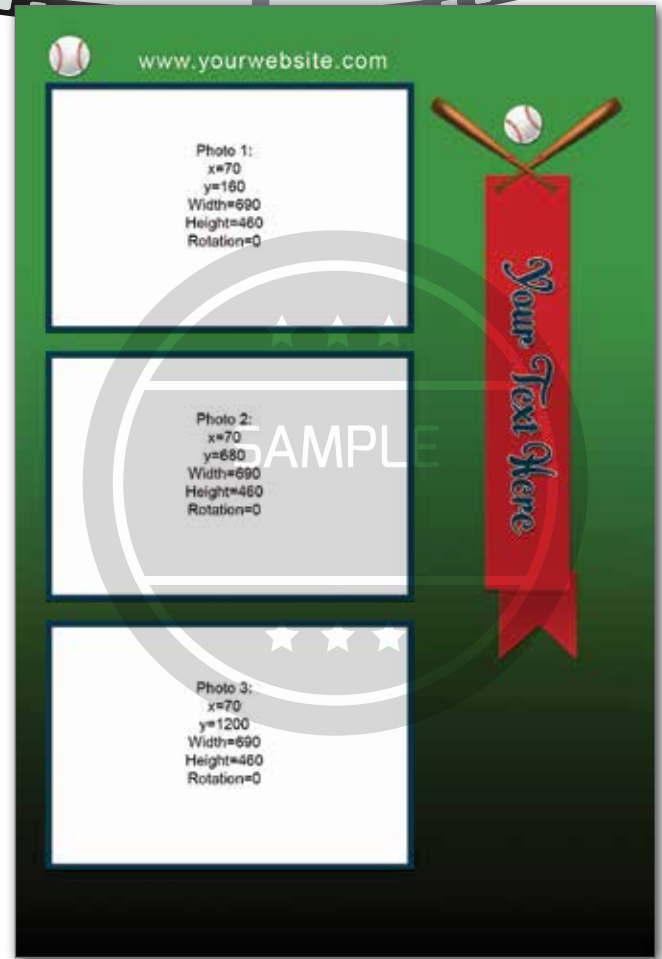 www.yourwebsite.com
Photo 1:
x=70
y=160
Width=690
Height=460
Rotation=0
Your Text Here
Photo 2:
x=70
y=680
Width=690
Height=460
Rotation=0
SAMPLE
Photo 3:
x=70
y=1200
Width=690
Height=460
Rotation=0